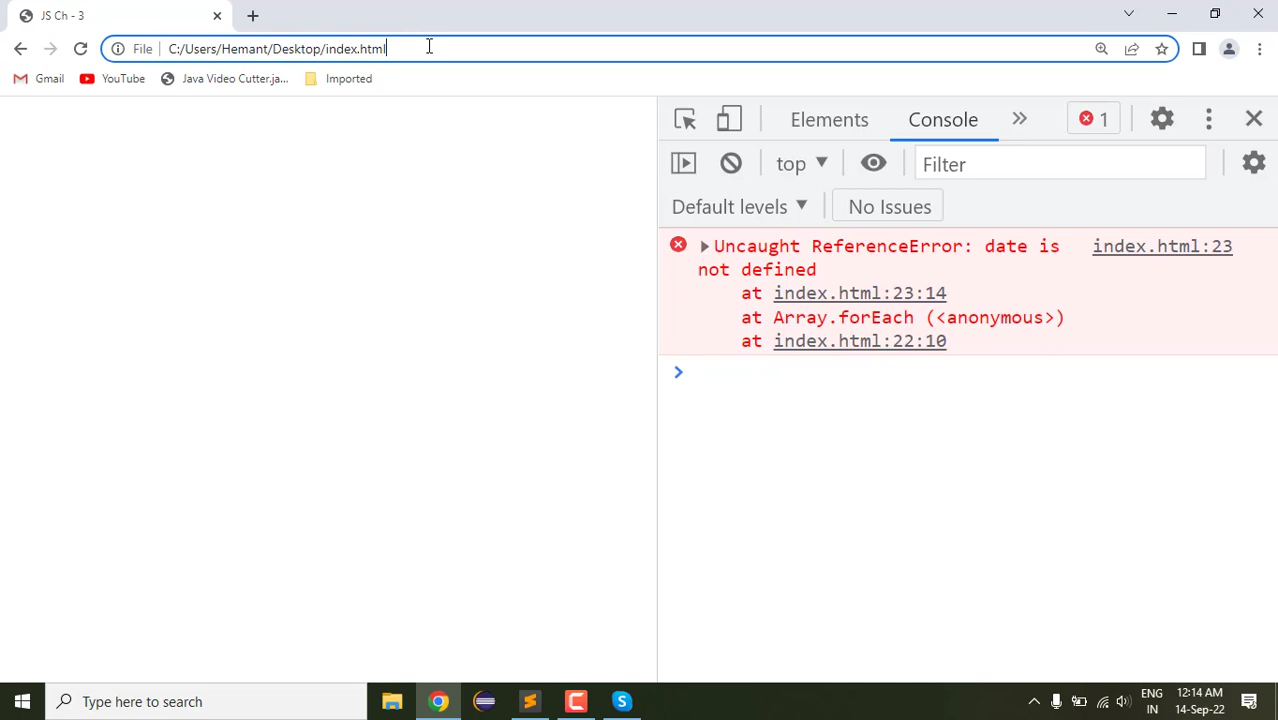 JS Ch - 3
File
C:/Users/Hemant/Desktop/index.html
Gmail
YouTube
Java Video Cutter.ja...
Imported
Elements
Console
1
top
Filter
Default levels
No Issues
Uncaught ReferenceError: date is index.html:23
not defined
at index.html:23:14
at Array.forEach (<anonymous>)
at index.html:22:10
Type here to search
ENG
IN
12:14 AM
14-Sep-22